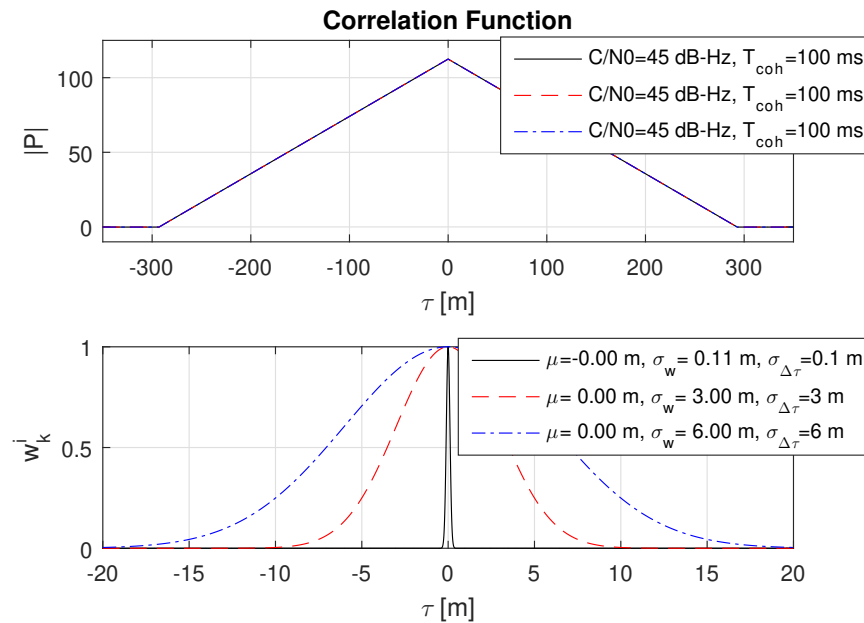 Correlation Function
C/N0=45 dB-Hz, T_coh=100 ms
C/N0=45 dB-Hz, T_coh=100 ms
C/N0=45 dB-Hz, T_coh=100 ms
|P|
100
50
0
-300 -200 -100 0 100 200 300
τ [m]
μ=-0.00 m, σ_w= 0.11 m, σ_Δτ=0.1 m
μ= 0.00 m, σ_w= 3.00 m, σ_Δτ=3 m
μ= 0.00 m, σ_w= 6.00 m, σ_Δτ=6 m
w_k^i
1
0.5
0
-20 -15 -10 -5 0 5 10 15 20
τ [m]